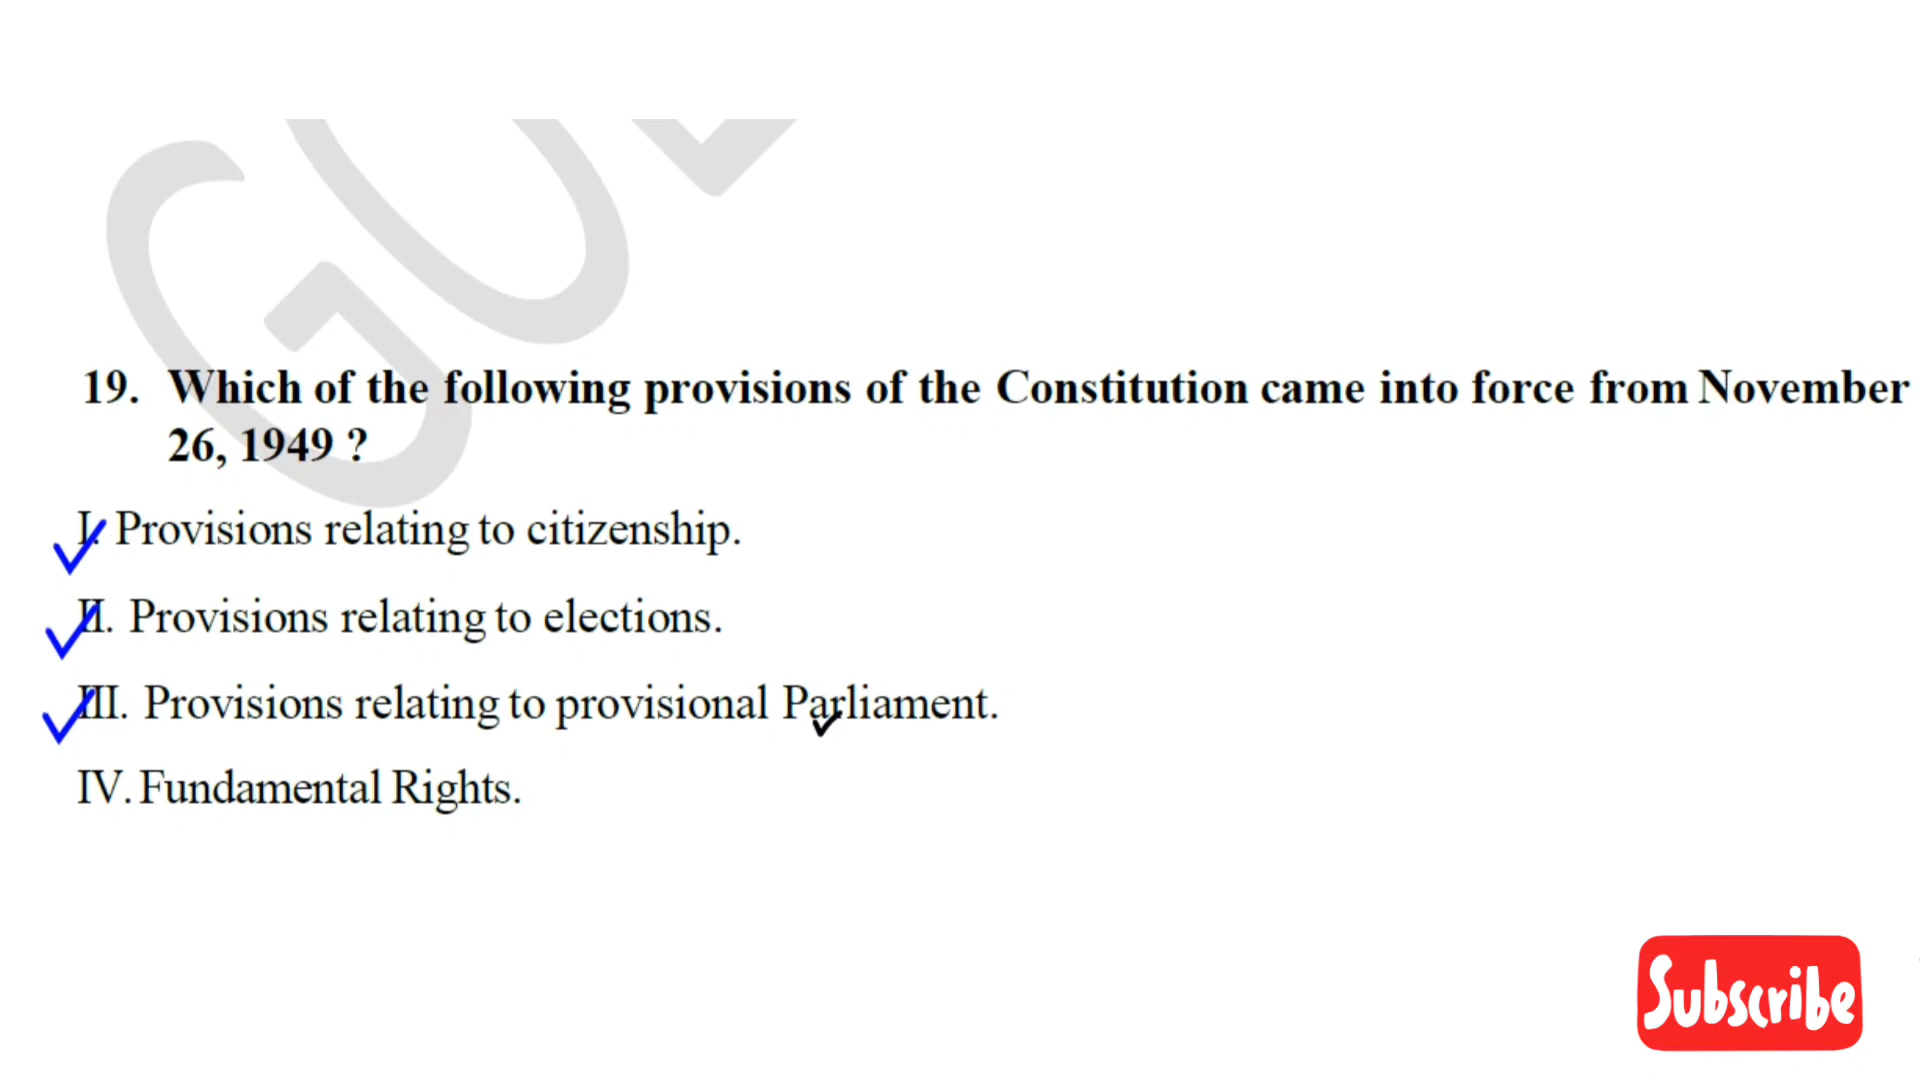 19. Which of the following provisions of the Constitution came into force from November
26, 1949 ?
I. Provisions relating to citizenship.
II. Provisions relating to elections.
III. Provisions relating to provisional Parliament.
IV. Fundamental Rights.
Subscribe